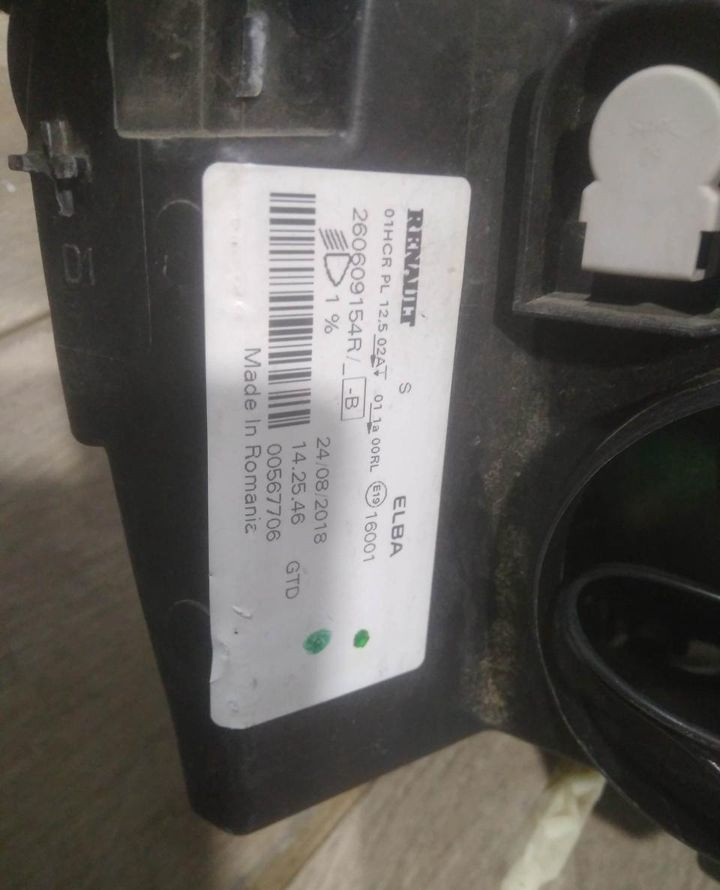 RENAULT S ELBA
01HCR PL 12,5 02AT 01 1a 00RL E19 16001
260609154R/_ -B
1 %
24/08/2018
14.25.46 GTD
00567706
Made In Romania